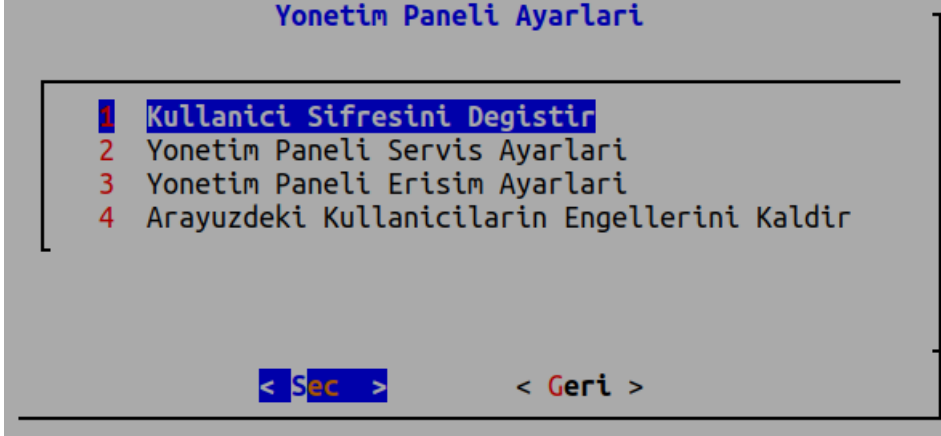 Yonetim Paneli Ayarlari
1 Kullanici Sifresini Degistir
2 Yonetim Paneli Servis Ayarlari
3 Yonetim Paneli Erisim Ayarlari
4 Arayuzdeki Kullanicilarin Engellerini Kaldir
< Sec > < Geri >